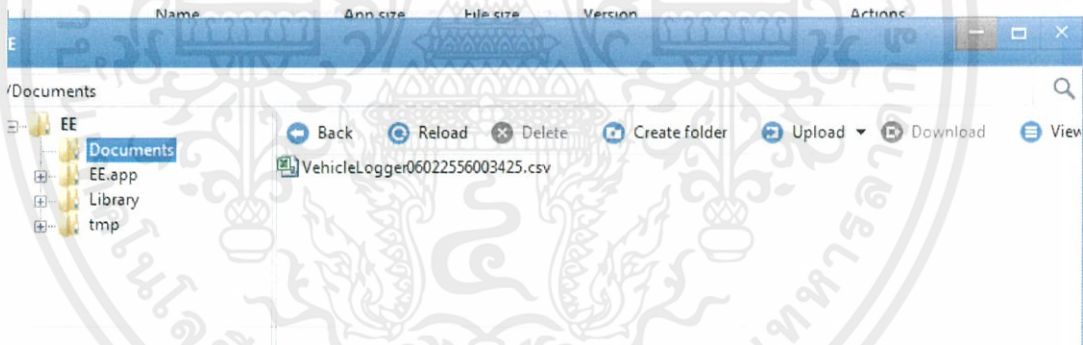 Name App size File size Version Actions
E
/Documents
EE
Documents
EE.app
Library
tmp
Back Reload Delete Create folder Upload Download View
VehicleLogger06022556003425.csv